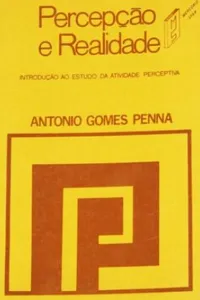 Percepção
e Realidade
INTRODUÇÃO AO ESTUDO DA ATIVIDADE PERCEPTIVA
ANTONIO GOMES PENNA